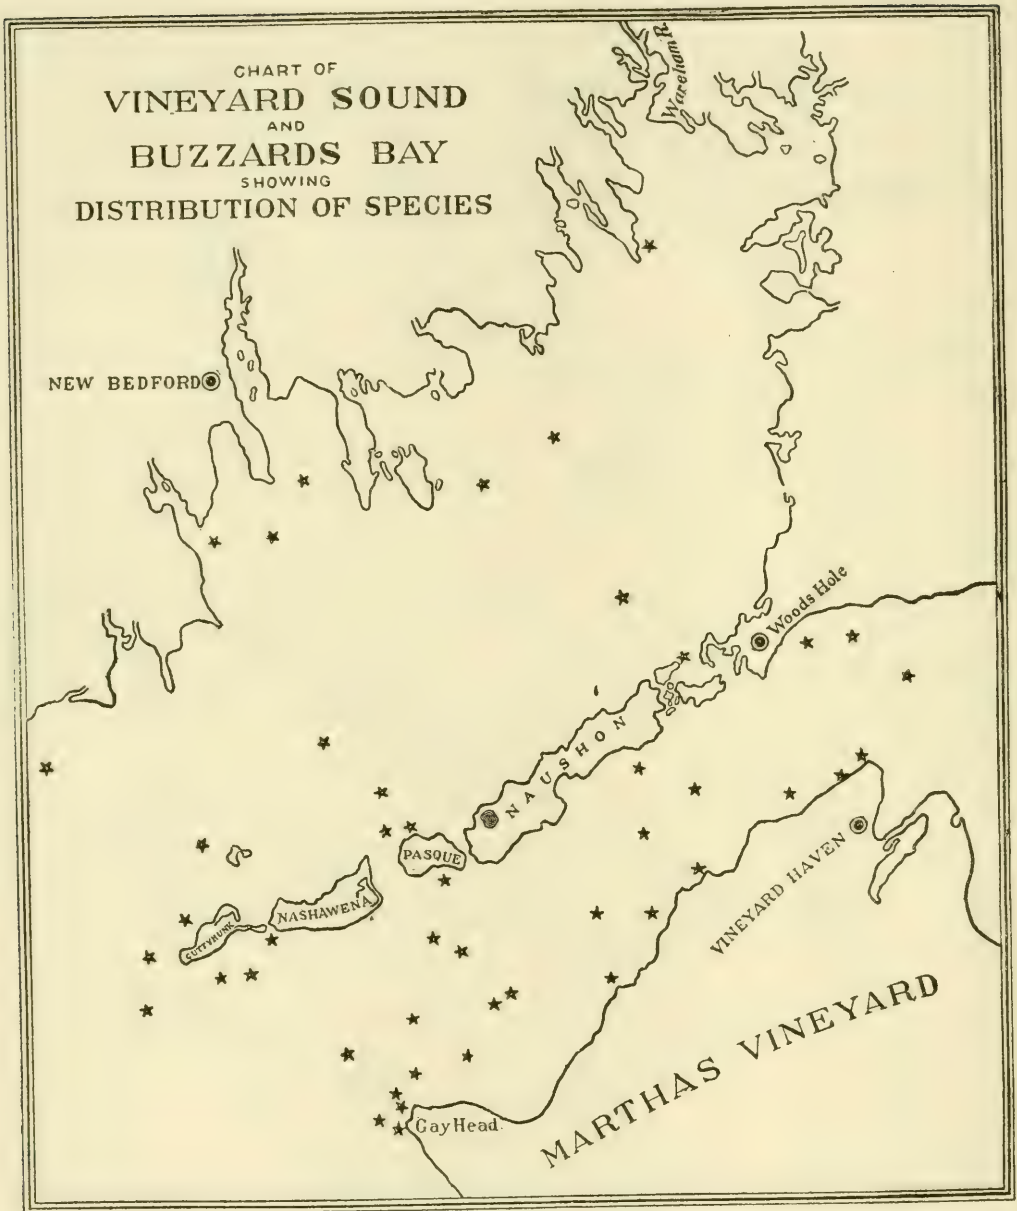 CHART OF
VINEYARD SOUND
AND
BUZZARDS BAY
SHOWING
DISTRIBUTION OF SPECIES
Wareham R.
NEW BEDFORD
Woods Hole
NAUSHON
PASQUE
NASHAWENA
CUTTYHUNK
VINEYARD HAVEN
MARTHAS VINEYARD
Gay Head